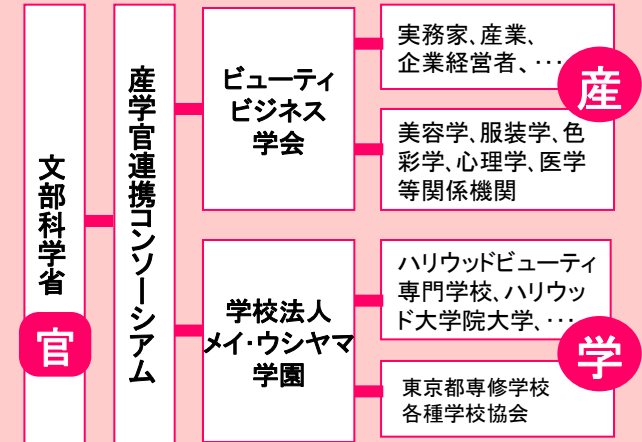 文部科学省
官
産学官連携コンソーシアム
ビューティ
ビジネス
学会
実務家、産業、
企業経営者、･･･
産
美容学、服装学、色
彩学、心理学、医学
等関係機関
学校法人
メイ・ウシヤマ
学園
ハリウッドビューティ
専門学校、ハリウッ
ド大学院大学、･･･
学
東京都専修学校
各種学校協会